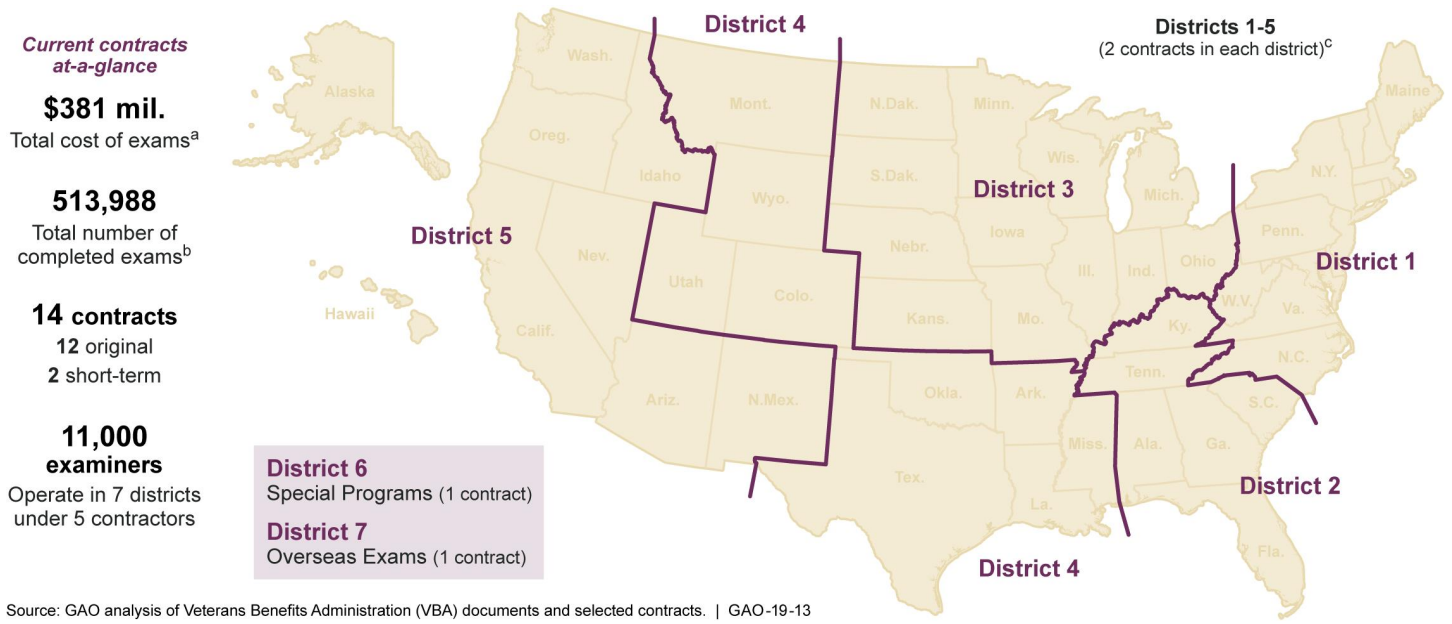 Current contracts
at-a-glance
$381 mil.
Total cost of examsa
513,988
Total number of
completed examsb
14 contracts
12 original
2 short-term
11,000
examiners
Operate in 7 districts
under 5 contractors
District 4
Districts 1-5
(2 contracts in each district)c
Alaska
Wash.
Mont.
N.Dak.
Minn.
Maine
Oreg.
Idaho
Wyo.
S.Dak.
Wis.
Mich.
N.Y.
District 3
District 5
Nev.
Utah
Colo.
Nebr.
Iowa
Ill.
Ind.
Ohio
Penn.
District 1
Hawaii
Calif.
Kans.
Mo.
Ky.
W.V.
Va.
Ariz.
N.Mex.
Okla.
Ark.
Tenn.
N.C.
S.C.
Tex.
La.
Miss.
Ala.
Ga.
District 2
Fla.
District 4
District 6
Special Programs (1 contract)
District 7
Overseas Exams (1 contract)
Source: GAO analysis of Veterans Benefits Administration (VBA) documents and selected contracts. | GAO-19-13